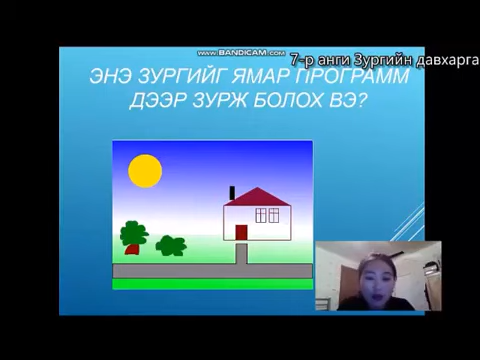 www.BANDICAM.com
7-р анги Зургийн давхарга
ЭНЭ ЗУРГИЙГ ЯМАР ПРОГРАММ
ДЭЭР ЗУРЖ БОЛОХ ВЭ?